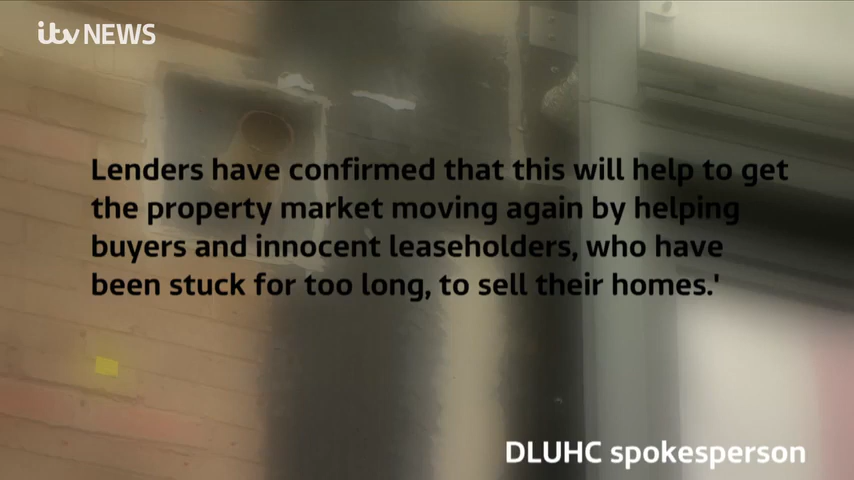 itv NEWS
Lenders have confirmed that this will help to get
the property market moving again by helping
buyers and innocent leaseholders, who have
been stuck for too long, to sell their homes.'
DLUHC spokesperson